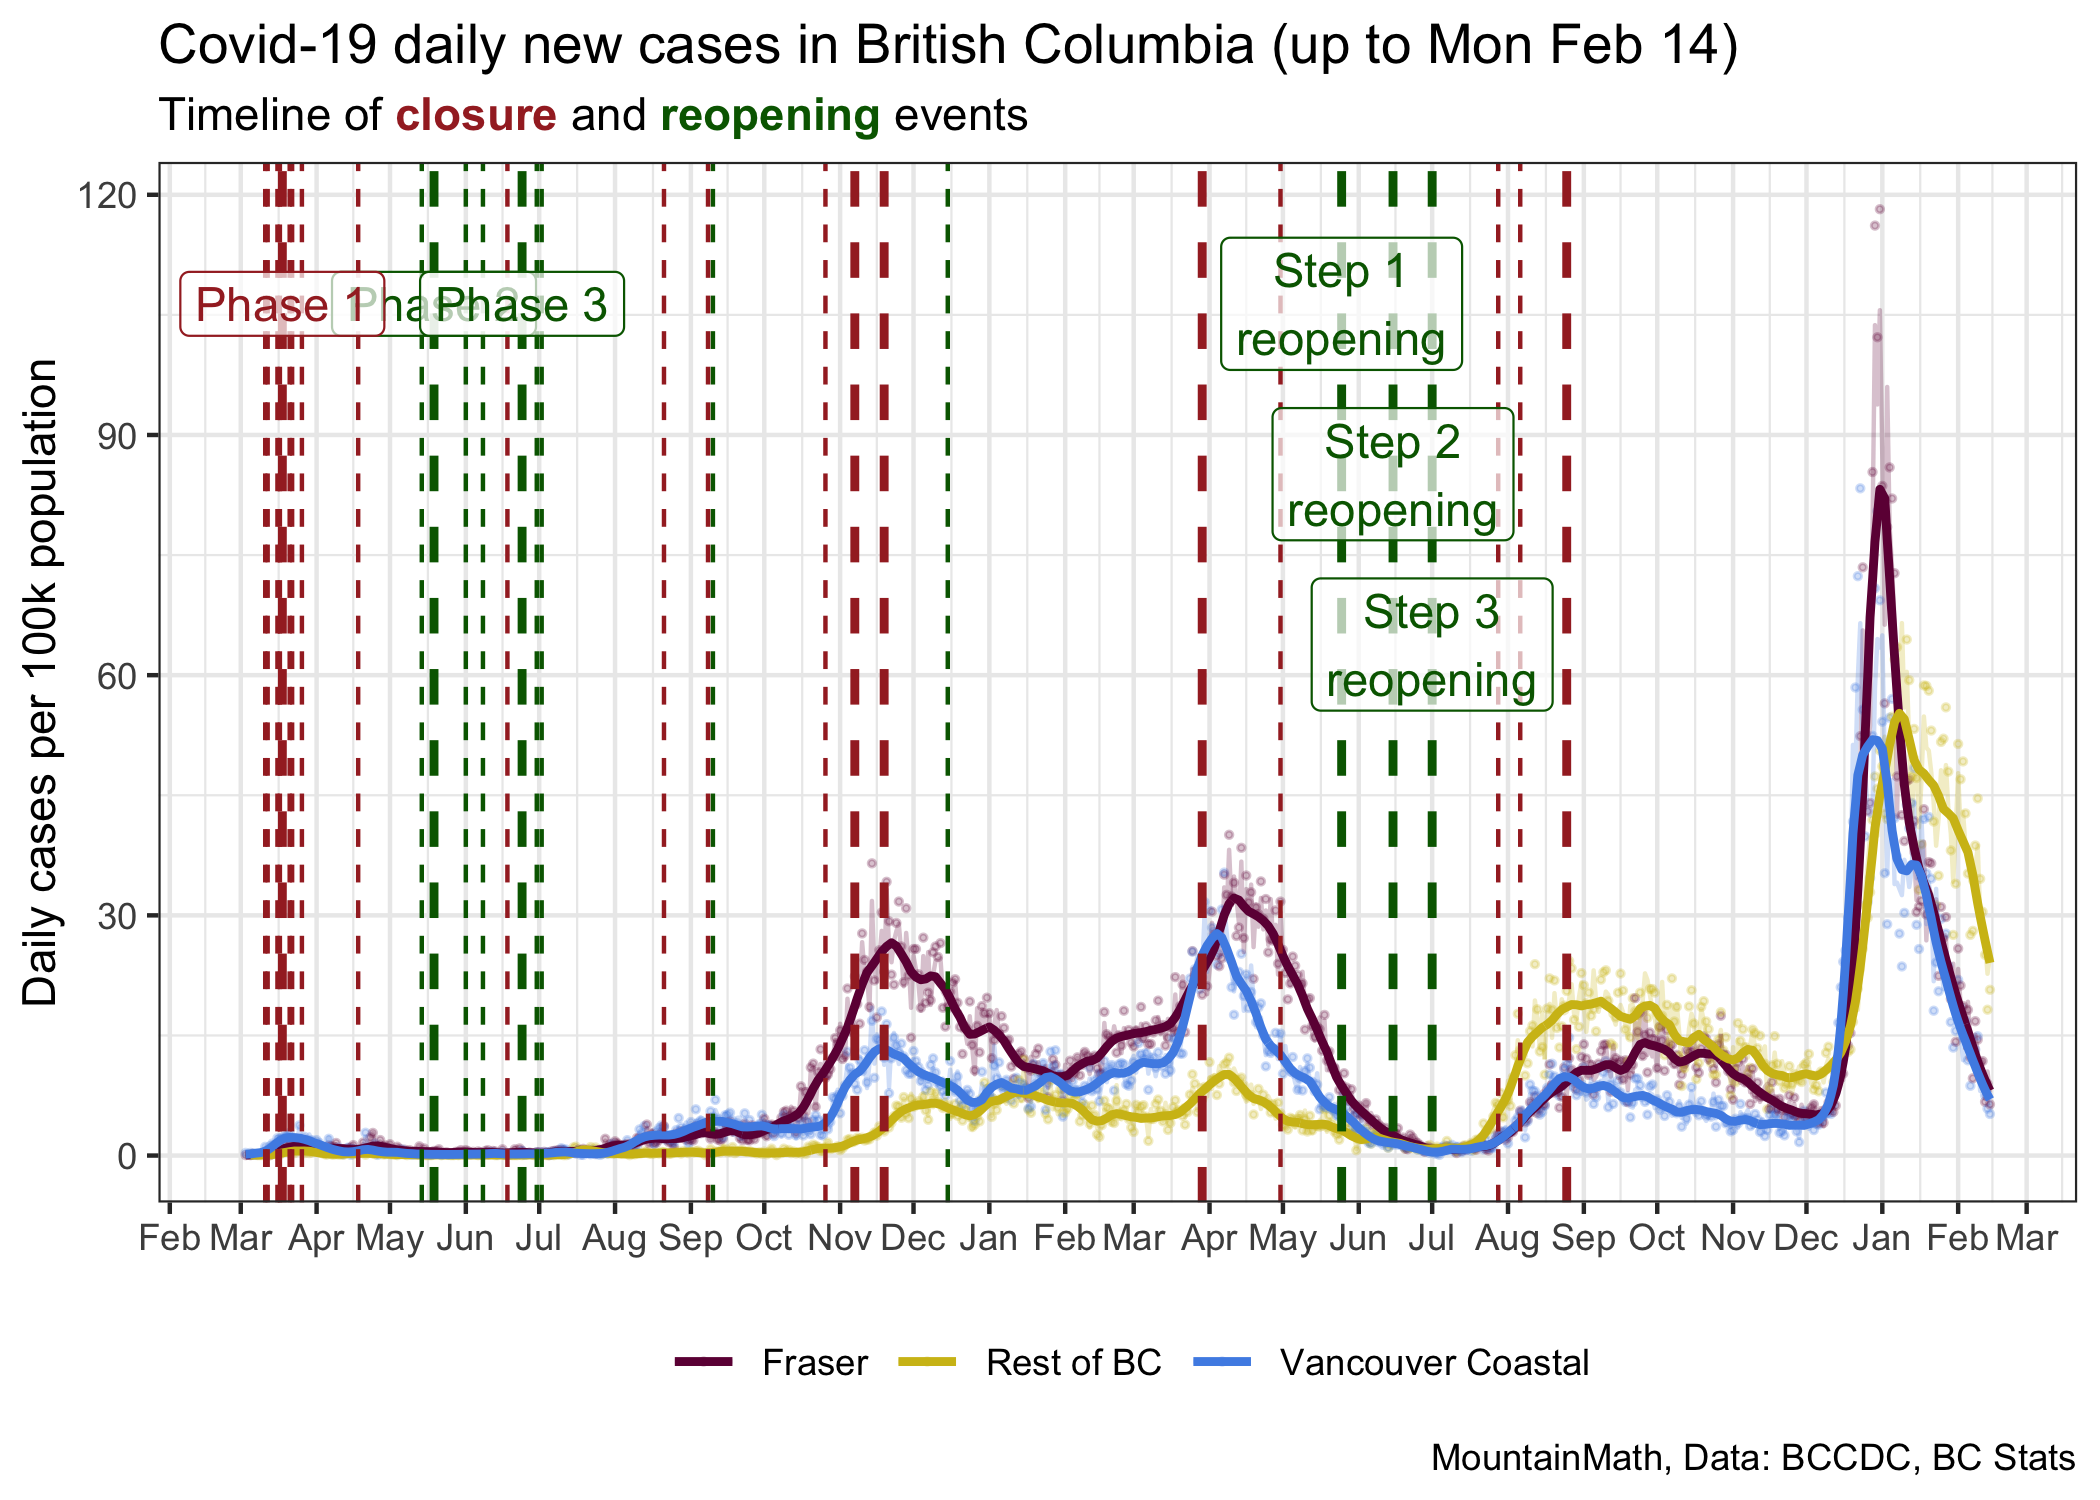 Covid-19 daily new cases in British Columbia (up to Mon Feb 14)
Timeline of closure and reopening events
Daily cases per 100k population
120
90
60
30
0
Phase 1
Phase 3
Step 1
reopening
Step 2
reopening
Step 3
reopening
Feb Mar Apr May Jun Jul Aug Sep Oct Nov Dec Jan Feb Mar Apr May Jun Jul Aug Sep Oct Nov Dec Jan Feb Mar
Fraser Rest of BC Vancouver Coastal
MountainMath, Data: BCCDC, BC Stats